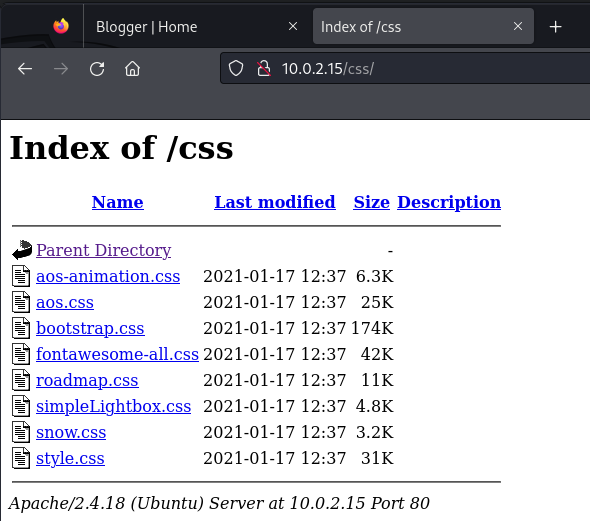 Blogger | Home
Index of /css
10.0.2.15/css/
Index of /css
Name Last modified Size Description
Parent Directory -
aos-animation.css 2021-01-17 12:37 6.3K
aos.css 2021-01-17 12:37 25K
bootstrap.css 2021-01-17 12:37 174K
fontawesome-all.css 2021-01-17 12:37 42K
roadmap.css 2021-01-17 12:37 11K
simpleLightbox.css 2021-01-17 12:37 4.8K
snow.css 2021-01-17 12:37 3.2K
style.css 2021-01-17 12:37 31K
Apache/2.4.18 (Ubuntu) Server at 10.0.2.15 Port 80